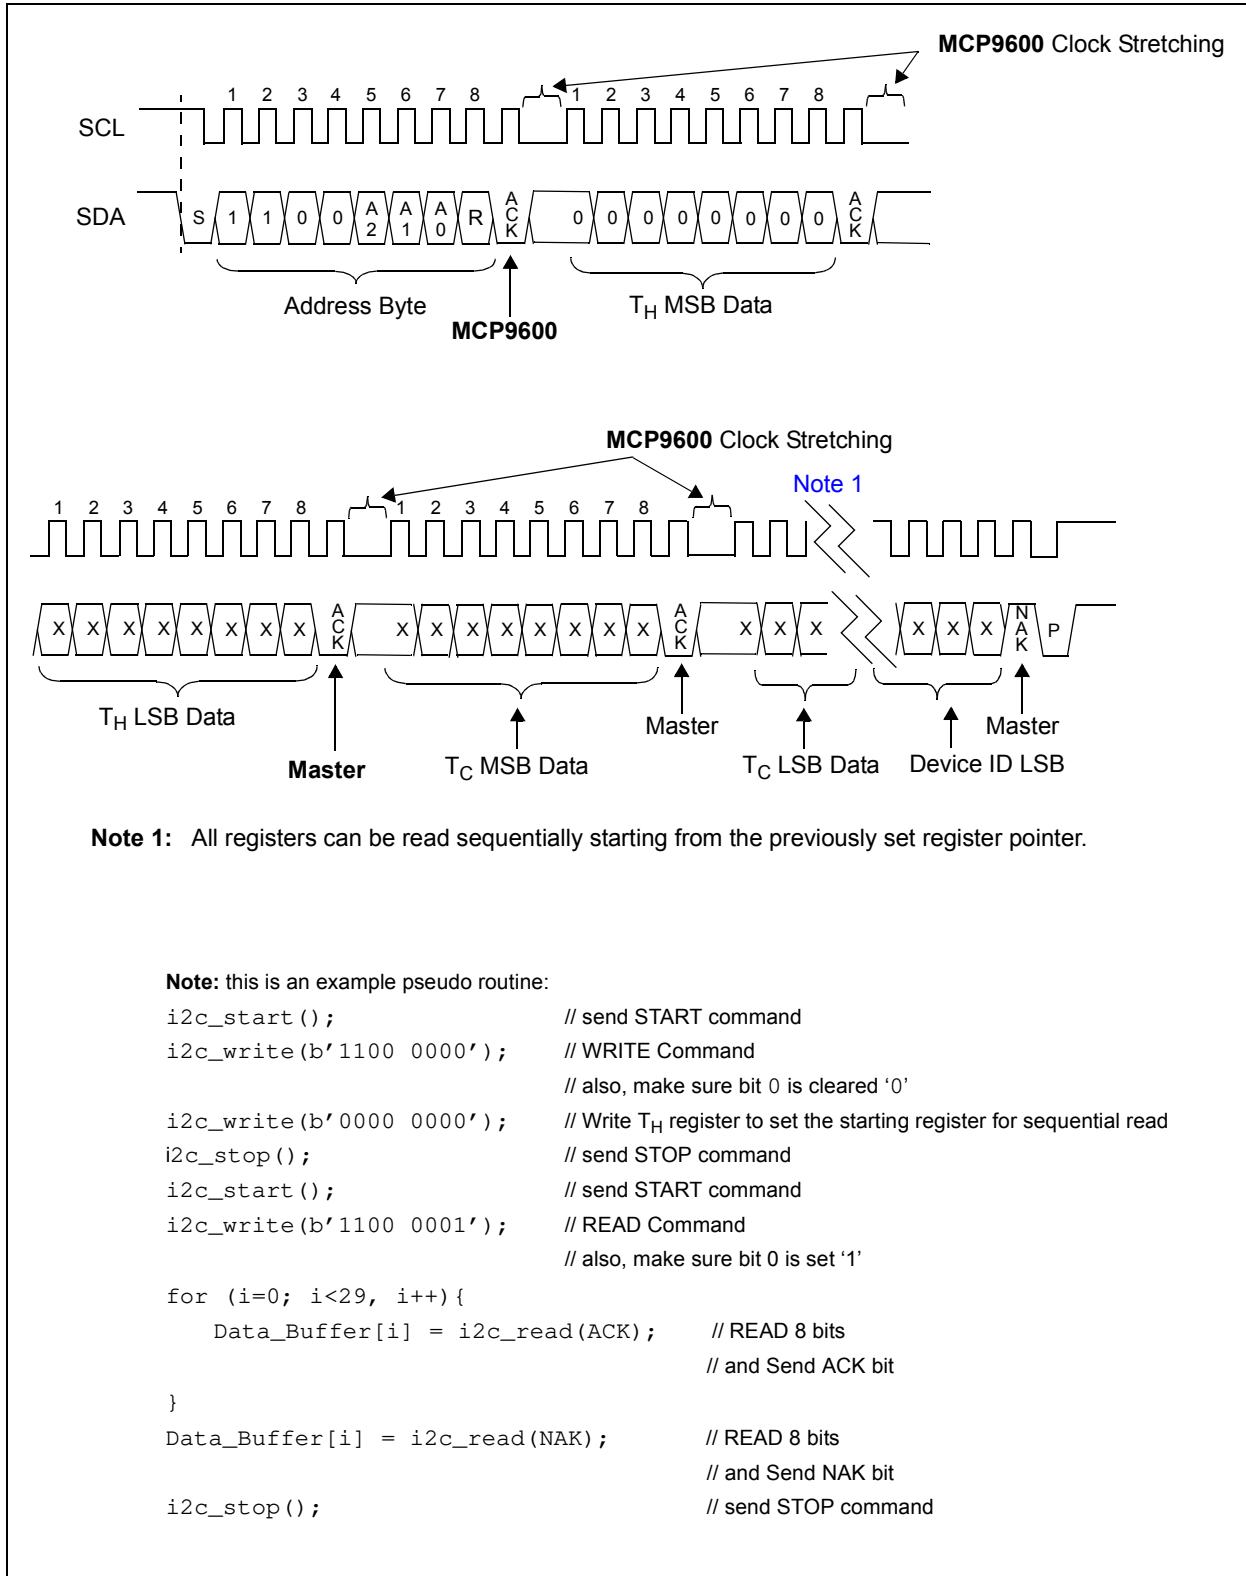 MCP9600 Clock Stretching
1 2 3 4 5 6 7 8 1 2 3 4 5 6 7 8
SCL
SDA S 1 1 0 0 A2 A1 A0 R ACK 0 0 0 0 0 0 0 0 ACK
Address Byte TH MSB Data
MCP9600
MCP9600 Clock Stretching
Note 1
1 2 3 4 5 6 7 8 1 2 3 4 5 6 7 8
X X X X X X X X ACK X X X X X X X X ACK X X X X X X NAK P
TH LSB Data Master Master
Master TC MSB Data TC LSB Data Device ID LSB
Note 1: All registers can be read sequentially starting from the previously set register pointer.
Note: this is an example pseudo routine:
i2c_start(); // send START command
i2c_write(b’1100 0000’); // WRITE Command
// also, make sure bit 0 is cleared ‘0’
i2c_write(b’0000 0000’); // Write TH register to set the starting register for sequential read
i2c_stop(); // send STOP command
i2c_start(); // send START command
i2c_write(b’1100 0001’); // READ Command
// also, make sure bit 0 is set ‘1’
for (i=0; i<29, i++){
Data_Buffer[i] = i2c_read(ACK); // READ 8 bits
// and Send ACK bit
}
Data_Buffer[i] = i2c_read(NAK); // READ 8 bits
// and Send NAK bit
i2c_stop(); // send STOP command